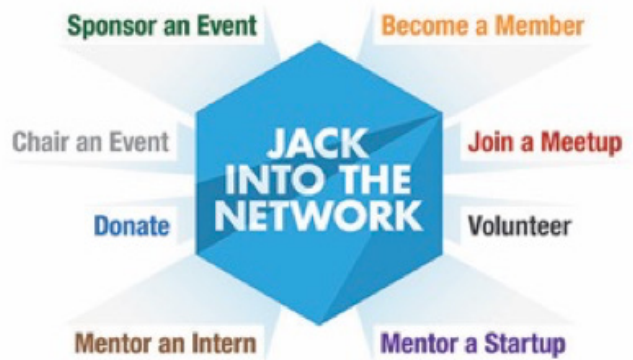 Sponsor an Event
Become a Member
Chair an Event
JACK
INTO THE
NETWORK
Join a Meetup
Donate
Volunteer
Mentor an Intern
Mentor a Startup